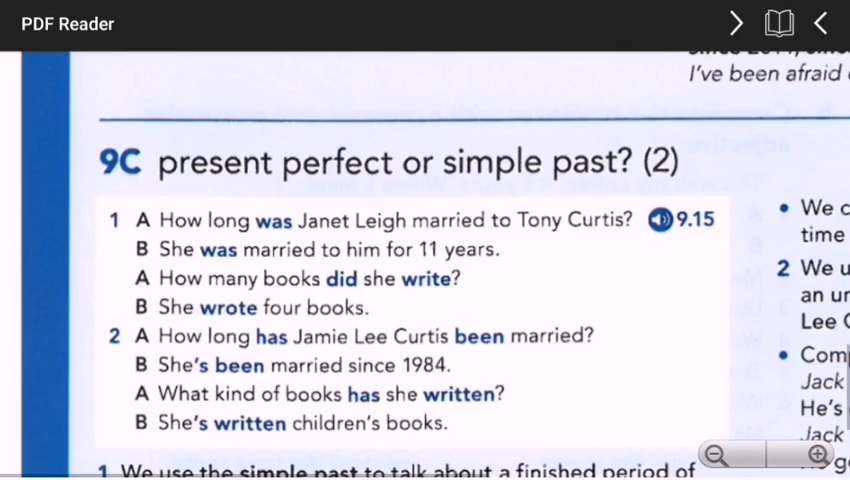 PDF Reader
I've been afraid
9C present perfect or simple past? (2)
1 A How long was Janet Leigh married to Tony Curtis? 9.15
B She was married to him for 11 years.
A How many books did she write?
B She wrote four books.
2 A How long has Jamie Lee Curtis been married?
B She's been married since 1984.
A What kind of books has she written?
B She's written children's books.
1 We use the simple past to talk about a finished period of
• We c
time
2 We u
an ur
Lee C
• Com
Jack
He's
Jack